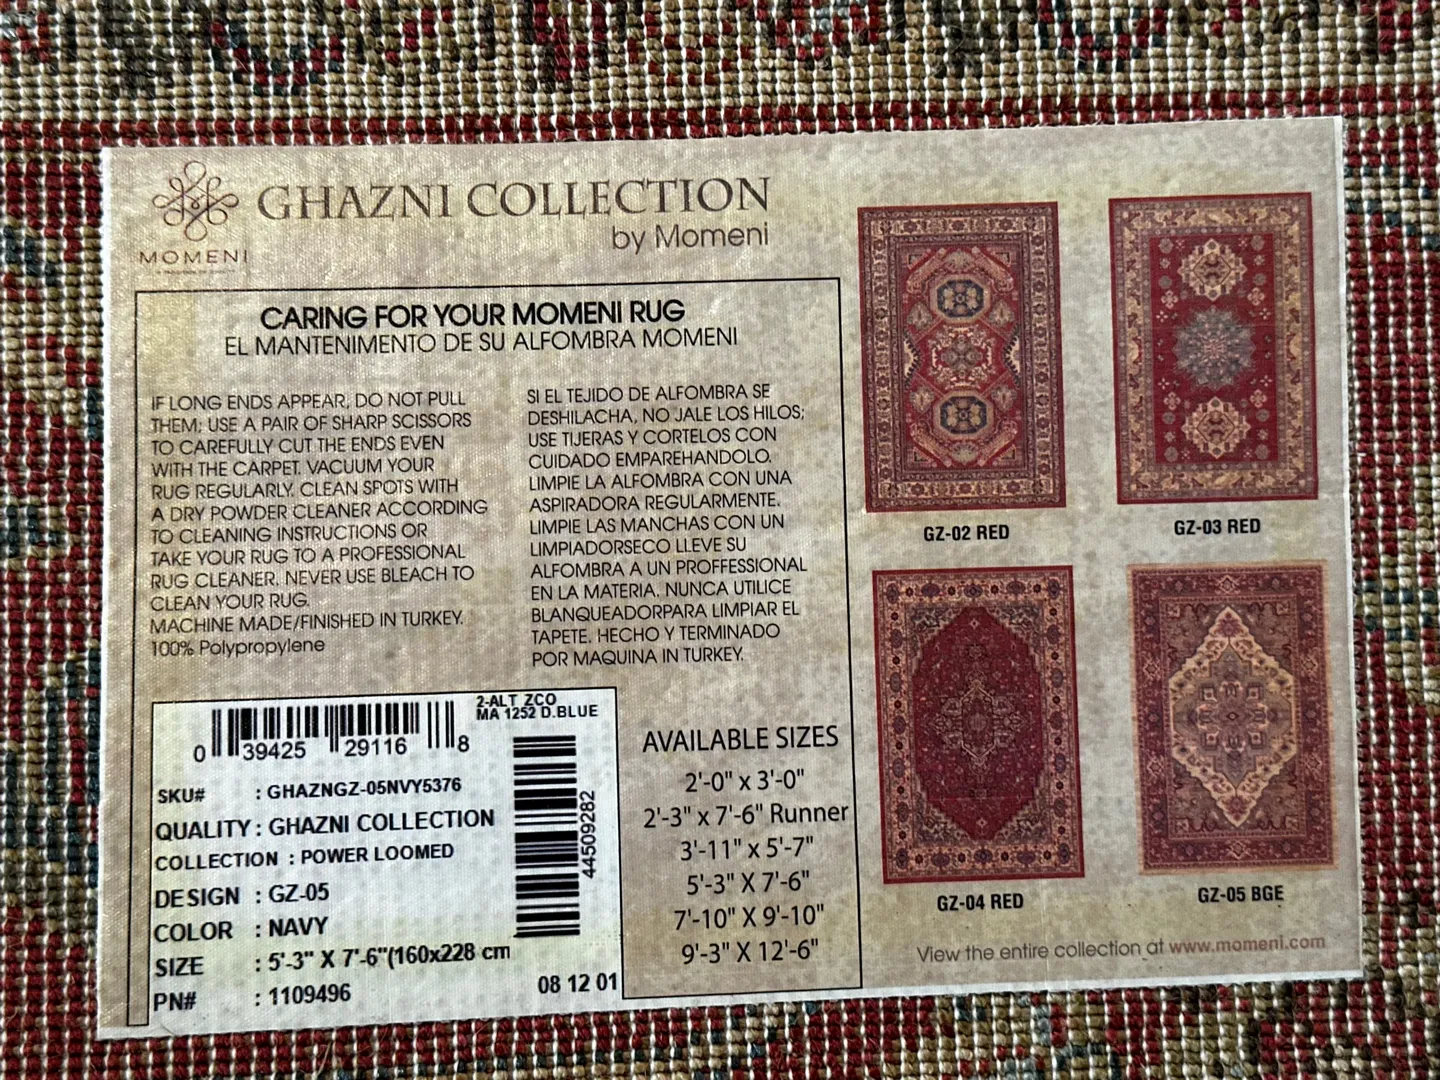 GHAZNI COLLECTION
by Momeni
MOMENI
CARING FOR YOUR MOMENI RUG
EL MANTENIMENTO DE SU ALFOMBRA MOMENI
IF LONG ENDS APPEAR, DO NOT PULL
THEM; USE A PAIR OF SHARP SCISSORS
TO CAREFULLY CUT THE ENDS EVEN
WITH THE CARPET. VACUUM YOUR
RUG REGULARLY. CLEAN SPOTS WITH
A DRY POWDER CLEANER ACCORDING
TO CLEANING INSTRUCTIONS OR
TAKE YOUR RUG TO A PROFESSIONAL
RUG CLEANER. NEVER USE BLEACH TO
CLEAN YOUR RUG.
MACHINE MADE/FINISHED IN TURKEY.
100% Polypropylene
SI EL TEJIDO DE ALFOMBRA SE
DESHILACHA, NO JALE LOS HILOS;
USE TIJERAS Y CORTELOS CON
CUIDADO EMPAREHANDOLO.
LIMPIE LA ALFOMBRA CON UNA
ASPIRADORA REGULARMENTE.
LIMPIE LAS MANCHAS CON UN
LIMPIADORSECO LLEVE SU
ALFOMBRA A UN PROFFESSIONAL
EN LA MATERIA. NUNCA UTILICE
BLANQUEADORPARA LIMPIAR EL
TAPETE. HECHO Y TERMINADO
POR MAQUINA IN TURKEY.
2-ALT ZCO
MA 1252 D.BLUE
0 39425 29116 8
SKU# : GHAZNGZ-05NVY5376
QUALITY : GHAZNI COLLECTION
COLLECTION : POWER LOOMED
DESIGN : GZ-05
COLOR : NAVY
SIZE : 5'-3" X 7'-6"(160x228 cm
PN# : 1109496
44509282
08 12 01
AVAILABLE SIZES
2'-0" x 3'-0"
2'-3" x 7'-6" Runner
3'-11" x 5'-7"
5'-3" X 7'-6"
7'-10" X 9'-10"
9'-3" X 12'-6"
GZ-02 RED
GZ-03 RED
GZ-04 RED
GZ-05 BGE
View the entire collection at www.momeni.com